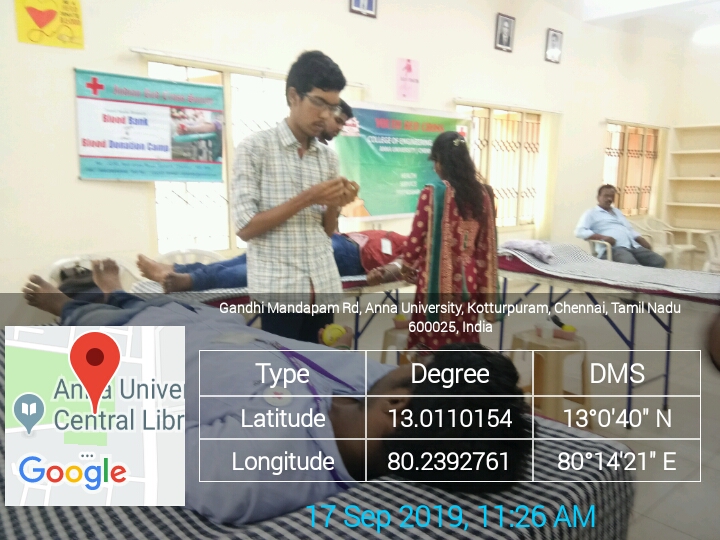 Blood Bank
Blood Donation Camp
COLLEGE OF ENGINEERING
Gandhi Mandapam Rd, Anna University, Kotturpuram, Chennai, Tamil Nadu
600025, India
Type Degree DMS
Latitude 13.0110154 13°0'40" N
Longitude 80.2392761 80°14'21" E
Anna Univer
Central Libr
Google
17 Sep 2019, 11:26 AM